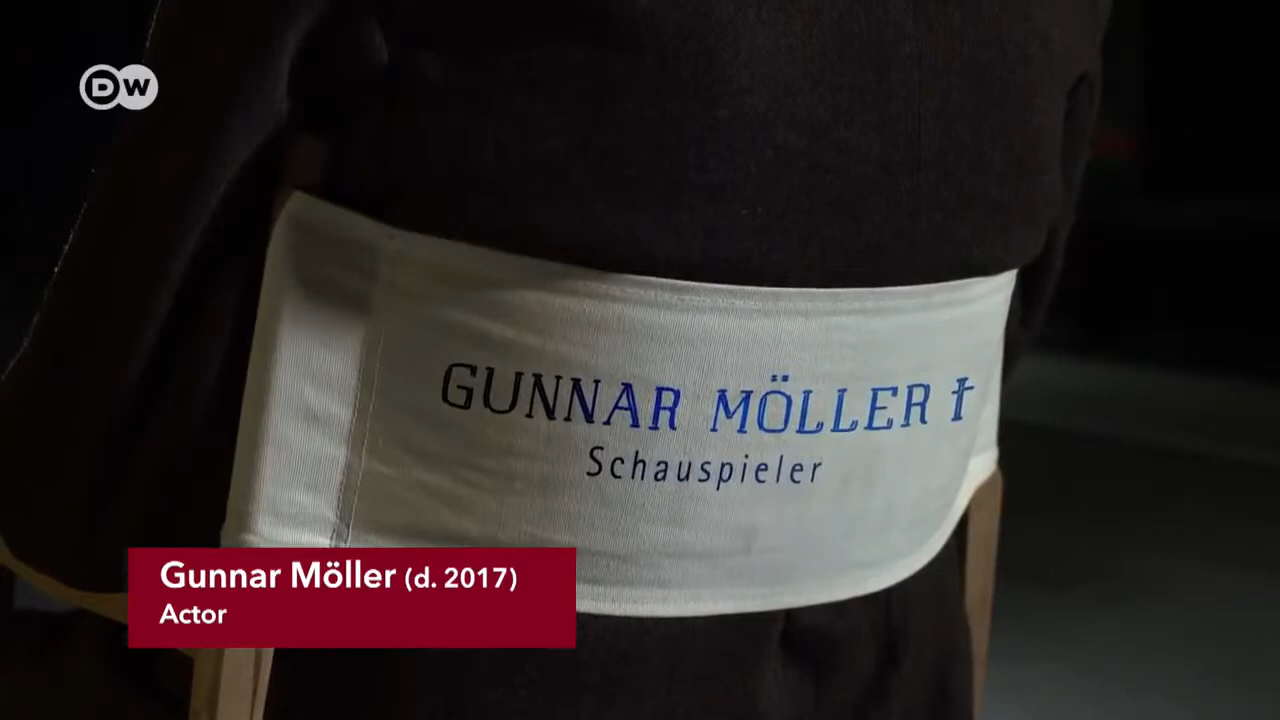 DW
GUNNAR MÖLLER †
Schauspieler
Gunnar Möller (d. 2017)
Actor